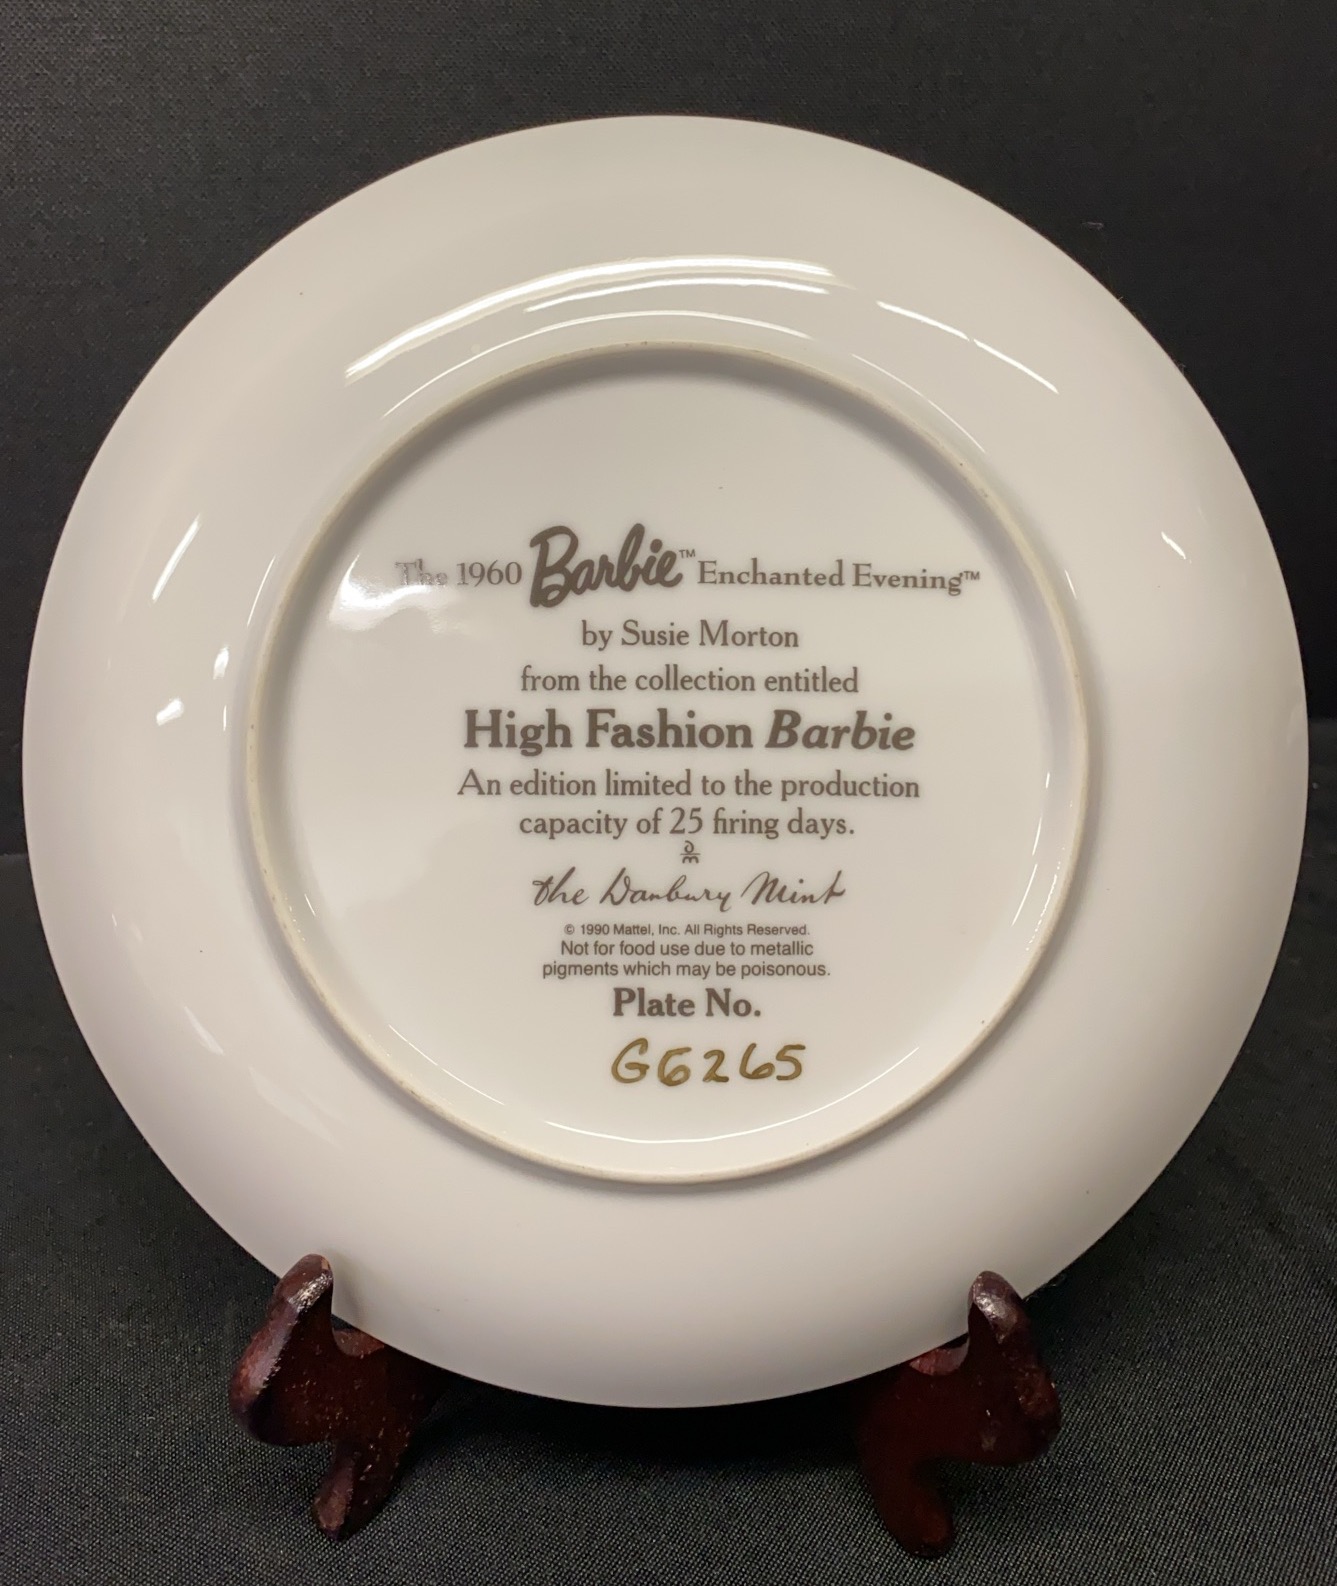 The 1960 Barbie™ Enchanted Evening™
by Susie Morton
from the collection entitled
High Fashion Barbie
An edition limited to the production
capacity of 25 firing days.
The Danbury Mint
© 1990 Mattel, Inc. All Rights Reserved.
Not for food use due to metallic
pigments which may be poisonous.
Plate No.
G6265